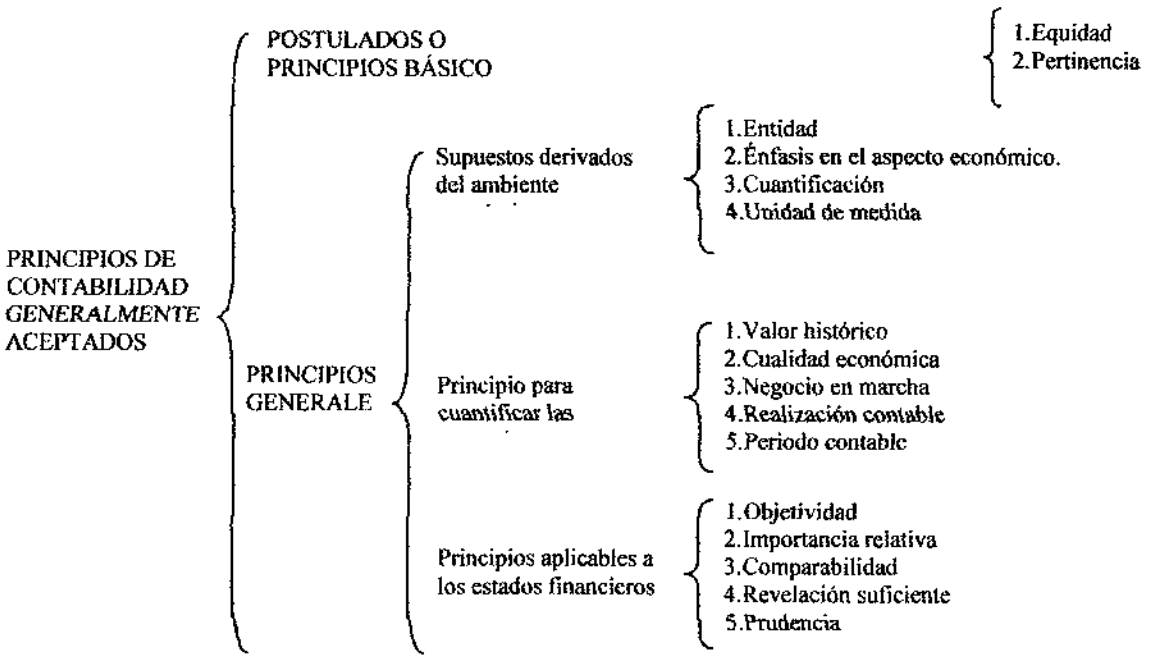 POSTULADOS O
PRINCIPIOS BÁSICO
1.Equidad
2.Pertinencia
Supuestos derivados
del ambiente
1.Entidad
2.Énfasis en el aspecto económico.
3.Cuantificación
4.Unidad de medida
PRINCIPIOS DE
CONTABILIDAD
GENERALMENTE
ACEPTADOS
PRINCIPIOS
GENERALE
Principio para
cuantificar las
1.Valor histórico
2.Cualidad económica
3.Negocio en marcha
4.Realización contable
5.Periodo contable
Principios aplicables a
los estados financieros
1.Objetividad
2.Importancia relativa
3.Comparabilidad
4.Revelación suficiente
5.Prudencia